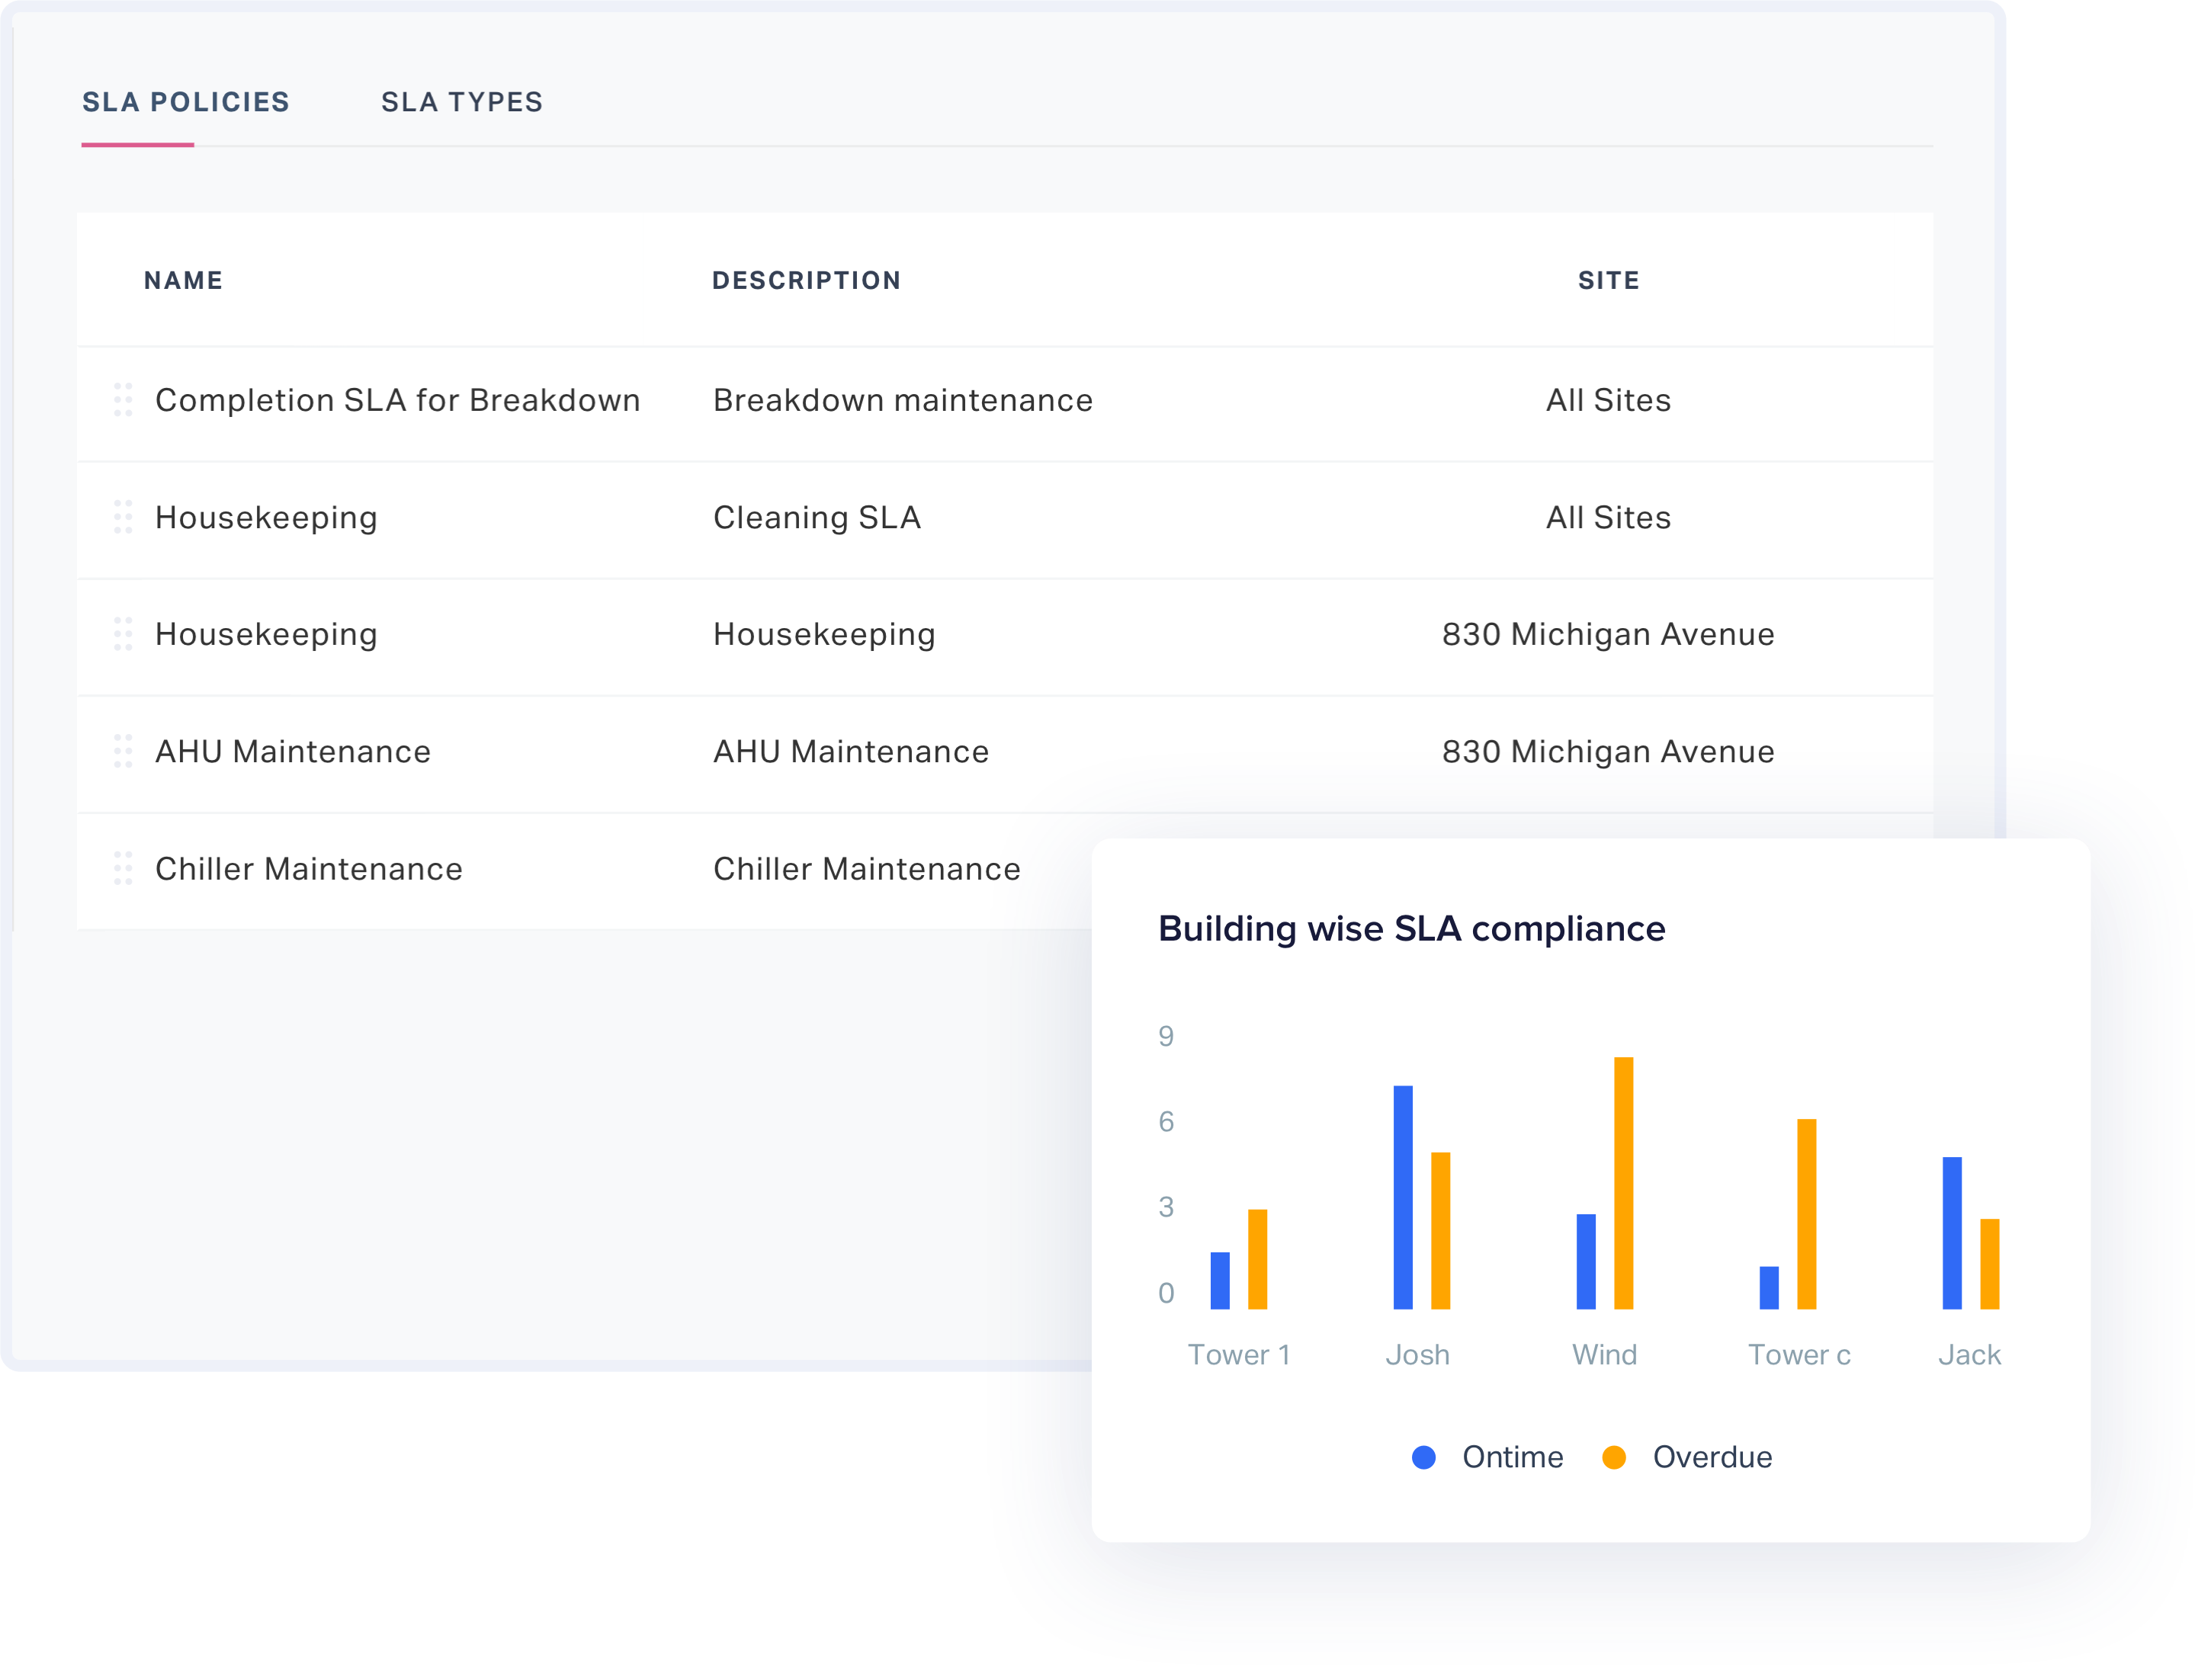 SLA POLICIES SLA TYPES
NAME DESCRIPTION SITE
Completion SLA for Breakdown Breakdown maintenance All Sites
Housekeeping Cleaning SLA All Sites
Housekeeping Housekeeping 830 Michigan Avenue
AHU Maintenance AHU Maintenance 830 Michigan Avenue
Chiller Maintenance Chiller Maintenance
Building wise SLA compliance
9
6
3
0
Tower 1 Josh Wind Tower c Jack
Ontime Overdue